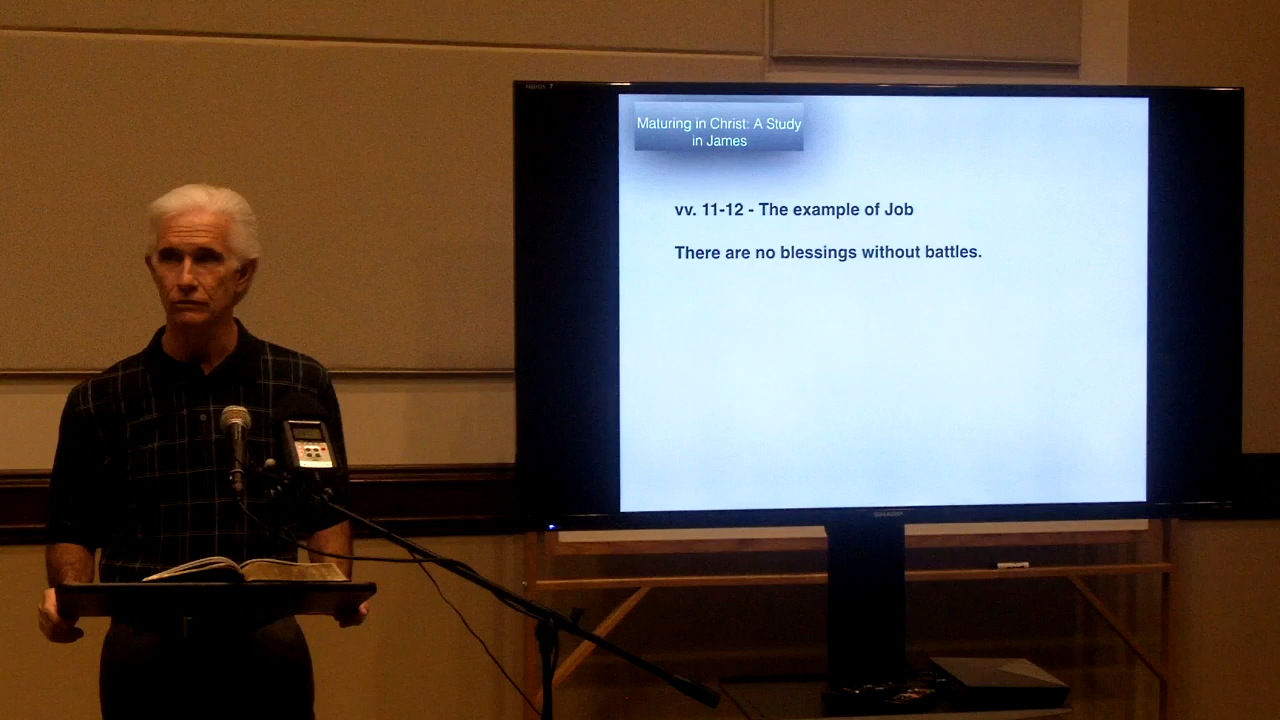 Maturing in Christ: A Study
in James
vv. 11-12 - The example of Job
There are no blessings without battles.
SHARP